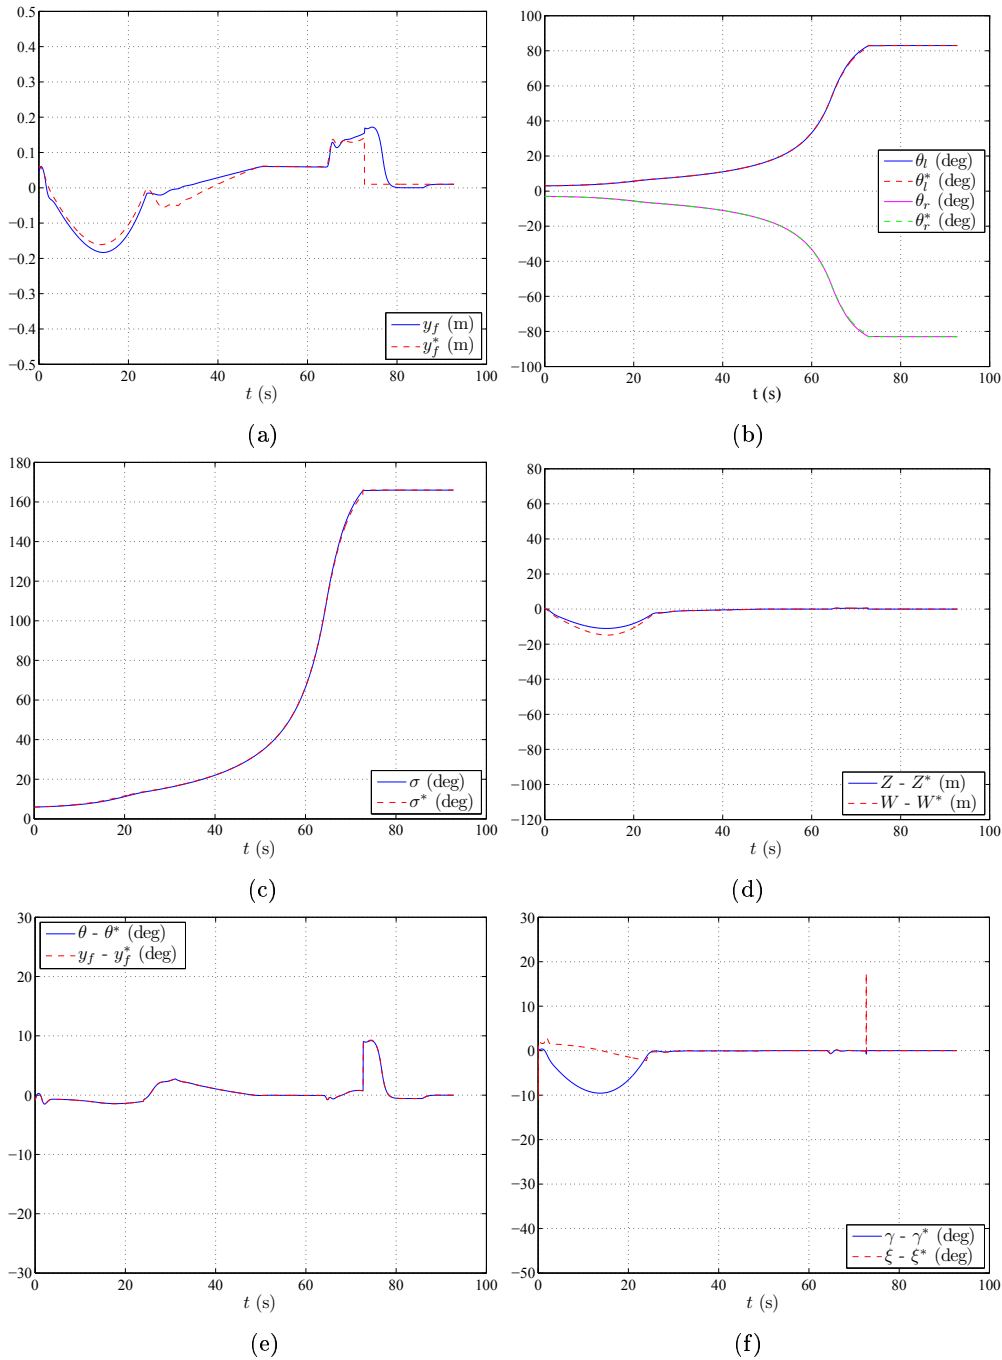 0.5
0.4
0.3
0.2
0.1
0
−0.1
−0.2
−0.3
−0.4
−0.5
0 20 40 60 80 100
y_f (m)
y_f^* (m)
t (s)
(a)
100
80
60
40
20
0
−20
−40
−60
−80
−100
0 20 40 60 80 100
θ_l (deg)
θ_l^* (deg)
θ_r (deg)
θ_r^* (deg)
t (s)
(b)
180
160
140
120
100
80
60
40
20
0
0 20 40 60 80 100
σ (deg)
σ^* (deg)
t (s)
(c)
80
60
40
20
0
−20
−40
−60
−80
−100
−120
0 20 40 60 80 100
Z - Z^* (m)
W - W^* (m)
t (s)
(d)
30
20
10
0
−10
−20
−30
0 20 40 60 80 100
θ - θ^* (deg)
y_f - y_f^* (deg)
t (s)
(e)
30
20
10
0
−10
−20
−30
−40
−50
0 20 40 60 80 100
γ - γ^* (deg)
ξ - ξ^* (deg)
t (s)
(f)